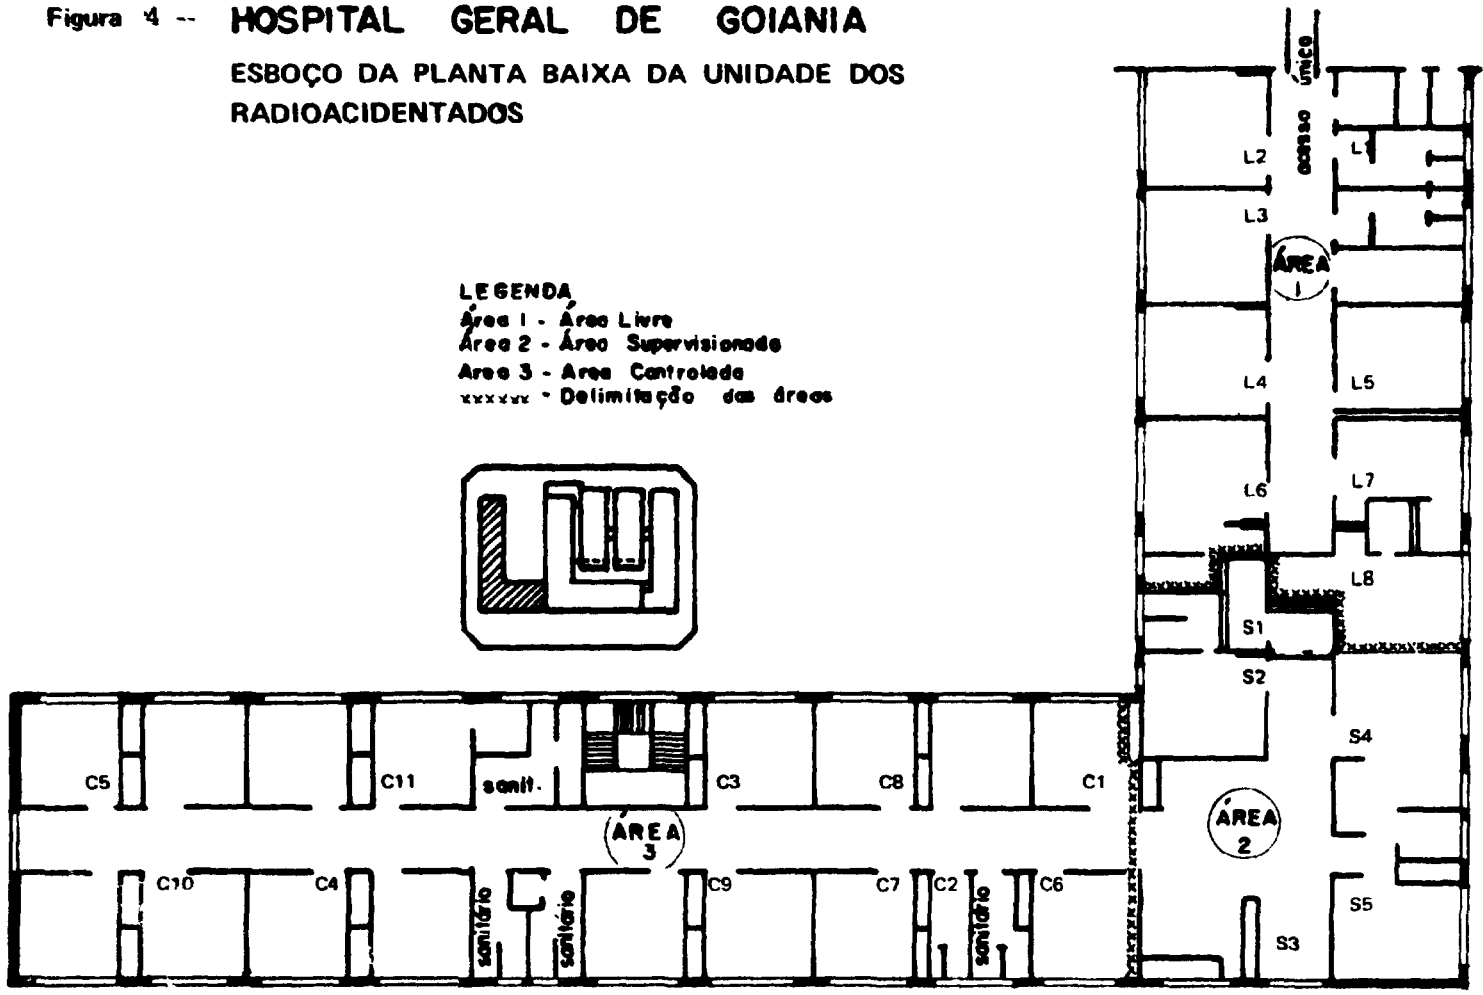 Figura 4 -- HOSPITAL GERAL DE GOIANIA
ESBOÇO DA PLANTA BAIXA DA UNIDADE DOS
RADIOACIDENTADOS
acesso único
L2
L1
L3
ÁREA
1
LEGENDA
Área 1 - Área Livre
Área 2 - Área Supervisionada
Area 3 - Area Controlada
xxxxxx - Delimitação das áreas
L4
L5
L6
L7
L8
S1
S2
S4
C5
C11
sanit.
C3
C8
C1
ÁREA
3
ÁREA
2
C10
C4
sanitário
sanitário
C9
C7
C2
sanitário
C6
S5
S3